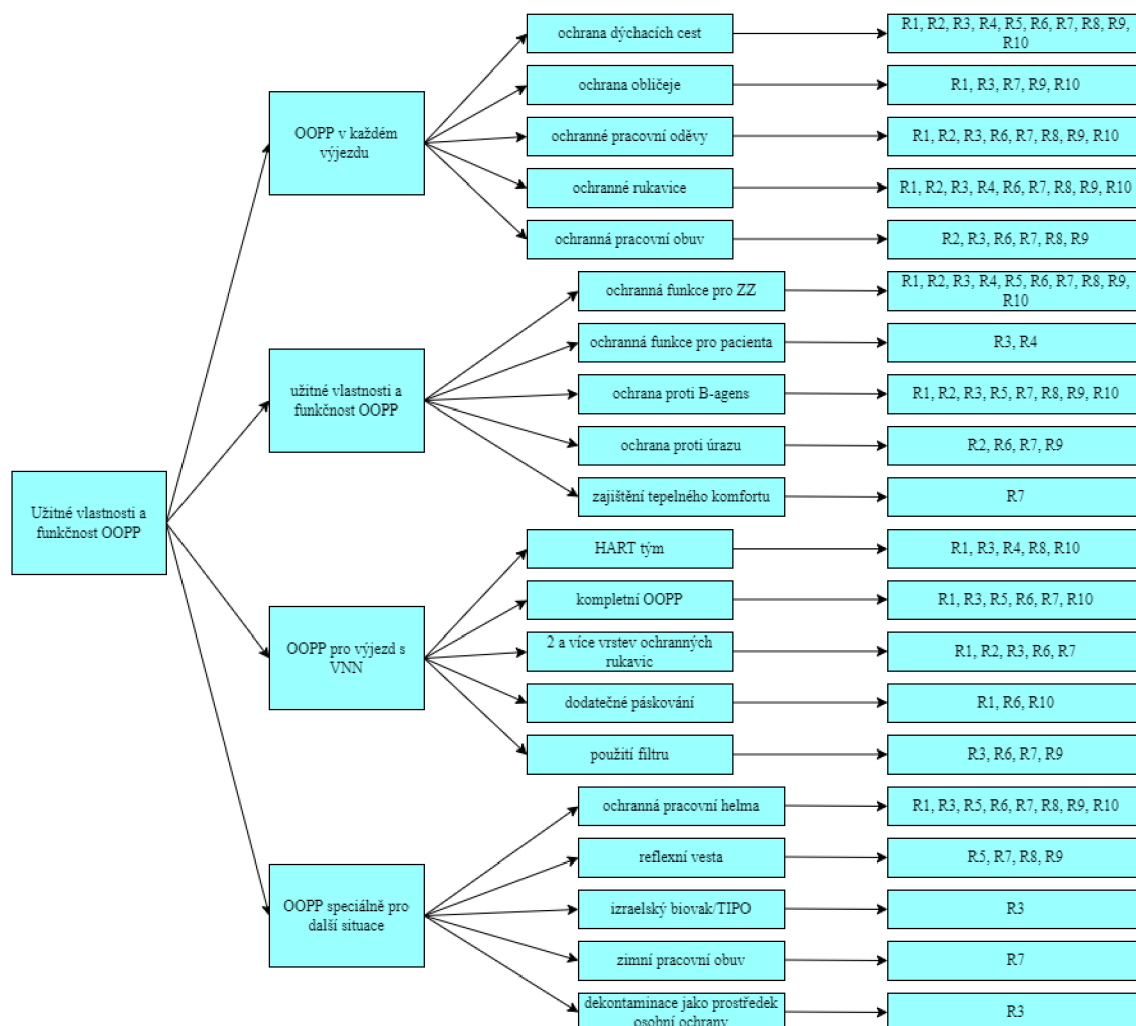 Užitné vlastnosti a
funkčnost OOPP
OOPP v každém
výjezdu
ochrana dýchacích cest
R1, R2, R3, R4, R5, R6, R7, R8, R9,
R10
ochrana obličeje
R1, R3, R7, R9, R10
ochranné pracovní oděvy
R1, R2, R3, R6, R7, R8, R9, R10
ochranné rukavice
R1, R2, R3, R4, R6, R7, R8, R9, R10
ochranná pracovní obuv
R2, R3, R6, R7, R8, R9
užitné vlastnosti a
funkčnost OOPP
ochranná funkce pro ZZ
R1, R2, R3, R4, R5, R6, R7, R8, R9,
R10
ochranná funkce pro pacienta
R3, R4
ochrana proti B-agens
R1, R2, R3, R5, R7, R8, R9, R10
ochrana proti úrazu
R2, R6, R7, R9
zajištění tepelného komfortu
R7
OOPP pro výjezd s
VNN
HART tým
R1, R3, R4, R8, R10
kompletní OOPP
R1, R3, R5, R6, R7, R10
2 a více vrstev ochranných
rukavic
R1, R2, R3, R6, R7
dodatečné páskování
R1, R6, R10
použití filtru
R3, R6, R7, R9
OOPP speciálně pro
další situace
ochranná pracovní helma
R1, R3, R5, R6, R7, R8, R9, R10
reflexní vesta
R5, R7, R8, R9
izraelský biovak/TIPO
R3
zimní pracovní obuv
R7
dekontaminace jako prostředek
osobní ochrany
R3